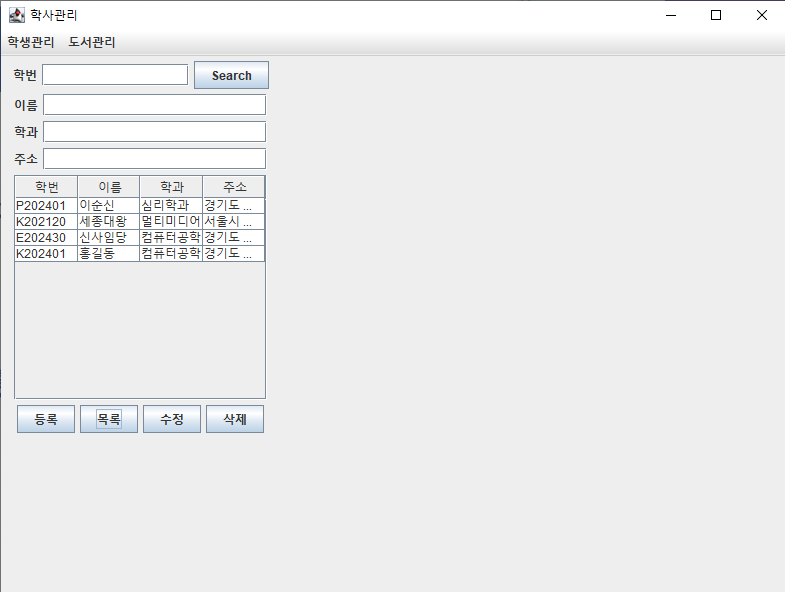 학사관리
학생관리 도서관리
학번 Search
이름
학과
주소
학번 이름 학과 주소
P202401 이순신 심리학과 경기도 ...
K202120 세종대왕 멀티미디어 서울시 ...
E202430 신사임당 컴퓨터공학 경기도 ...
K202401 홍길동 컴퓨터공학 경기도 ...
등록 목록 수정 삭제